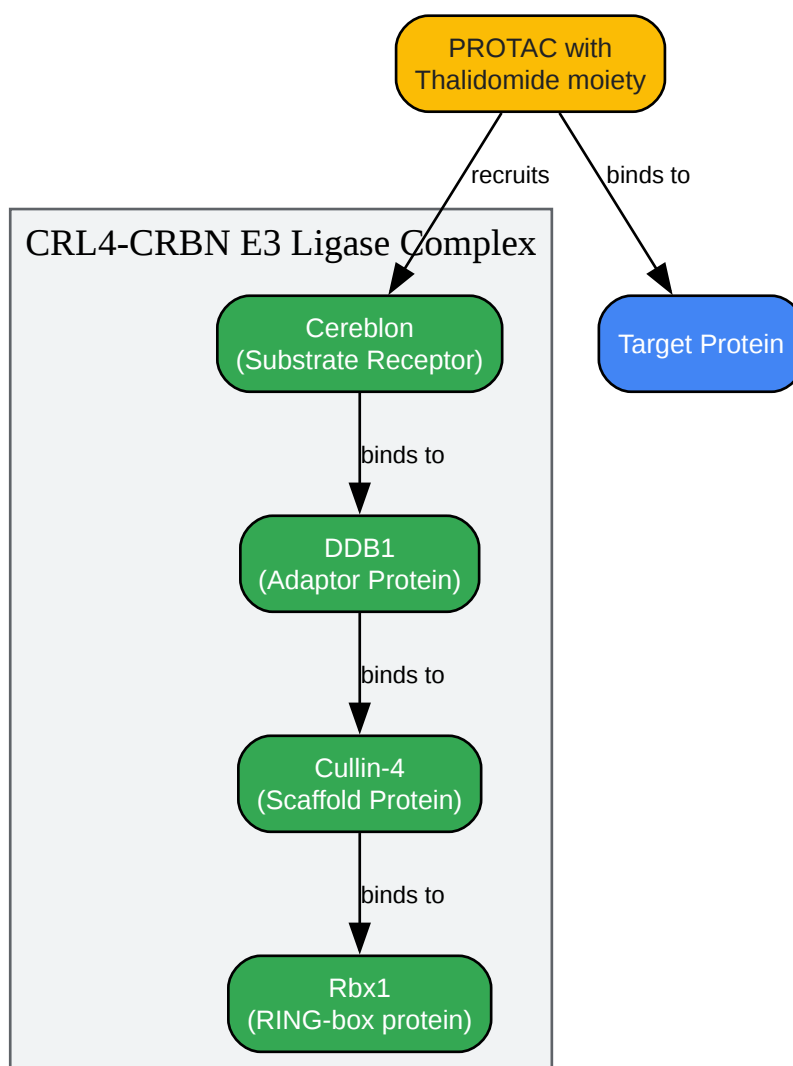 PROTAC with
Thalidomide moiety
recruits
binds to
CRL4-CRBN E3 Ligase Complex
Cereblon
(Substrate Receptor)
Target Protein
binds to
DDB1
(Adaptor Protein)
binds to
Cullin-4
(Scaffold Protein)
binds to
Rbx1
(RING-box protein)